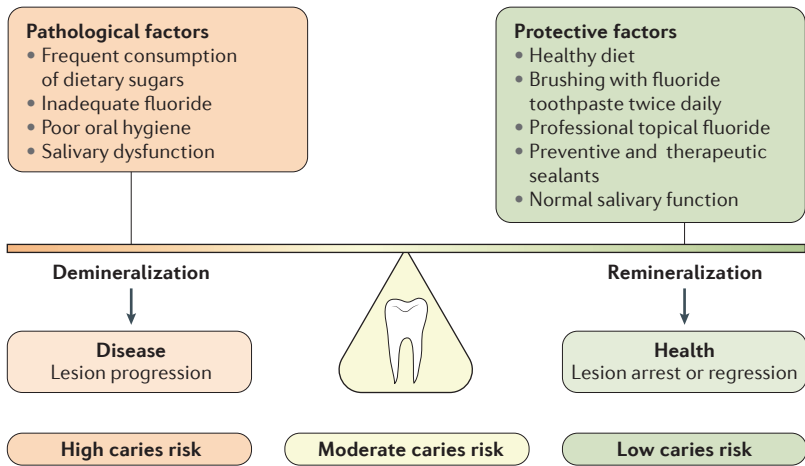 Pathological factors
• Frequent consumption
of dietary sugars
• Inadequate fluoride
• Poor oral hygiene
• Salivary dysfunction
Protective factors
• Healthy diet
• Brushing with fluoride
toothpaste twice daily
• Professional topical fluoride
• Preventive and therapeutic
sealants
• Normal salivary function
Demineralization
Remineralization
Disease
Lesion progression
Health
Lesion arrest or regression
High caries risk
Moderate caries risk
Low caries risk